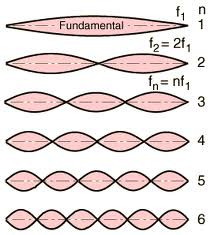 f₁ n
Fundamental 1
f₂ = 2f₁
2
fₙ = nf₁
3
4
5
6